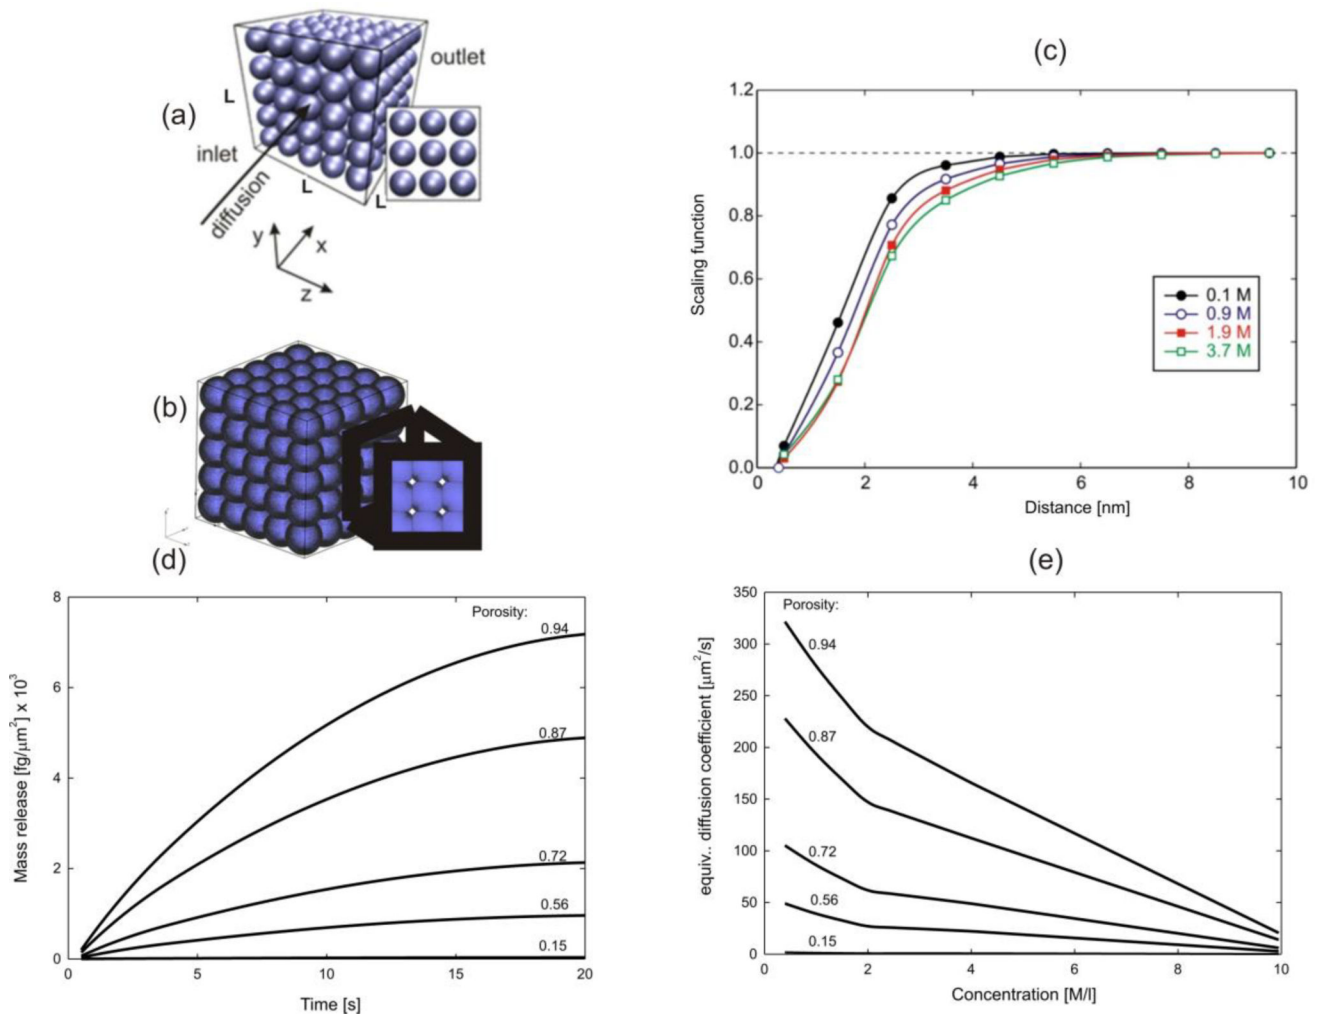 (a)
outlet
L
inlet
L
L
diffusion
y
x
z
(b)
(c)
Scaling function
1.2
1.0
0.8
0.6
0.4
0.2
0.0
0 2 4 6 8 10
Distance [nm]
0.1 M
0.9 M
1.9 M
3.7 M
(d)
Mass release [fg/μm²] x 10³
8
6
4
2
0
0 5 10 15 20
Time [s]
Porosity:
0.94
0.87
0.72
0.56
0.15
(e)
equiv.. diffusion coefficient [μm²/s]
350
300
250
200
150
100
50
0
0 2 4 6 8 10
Concentration [M/l]
Porosity:
0.94
0.87
0.72
0.56
0.15